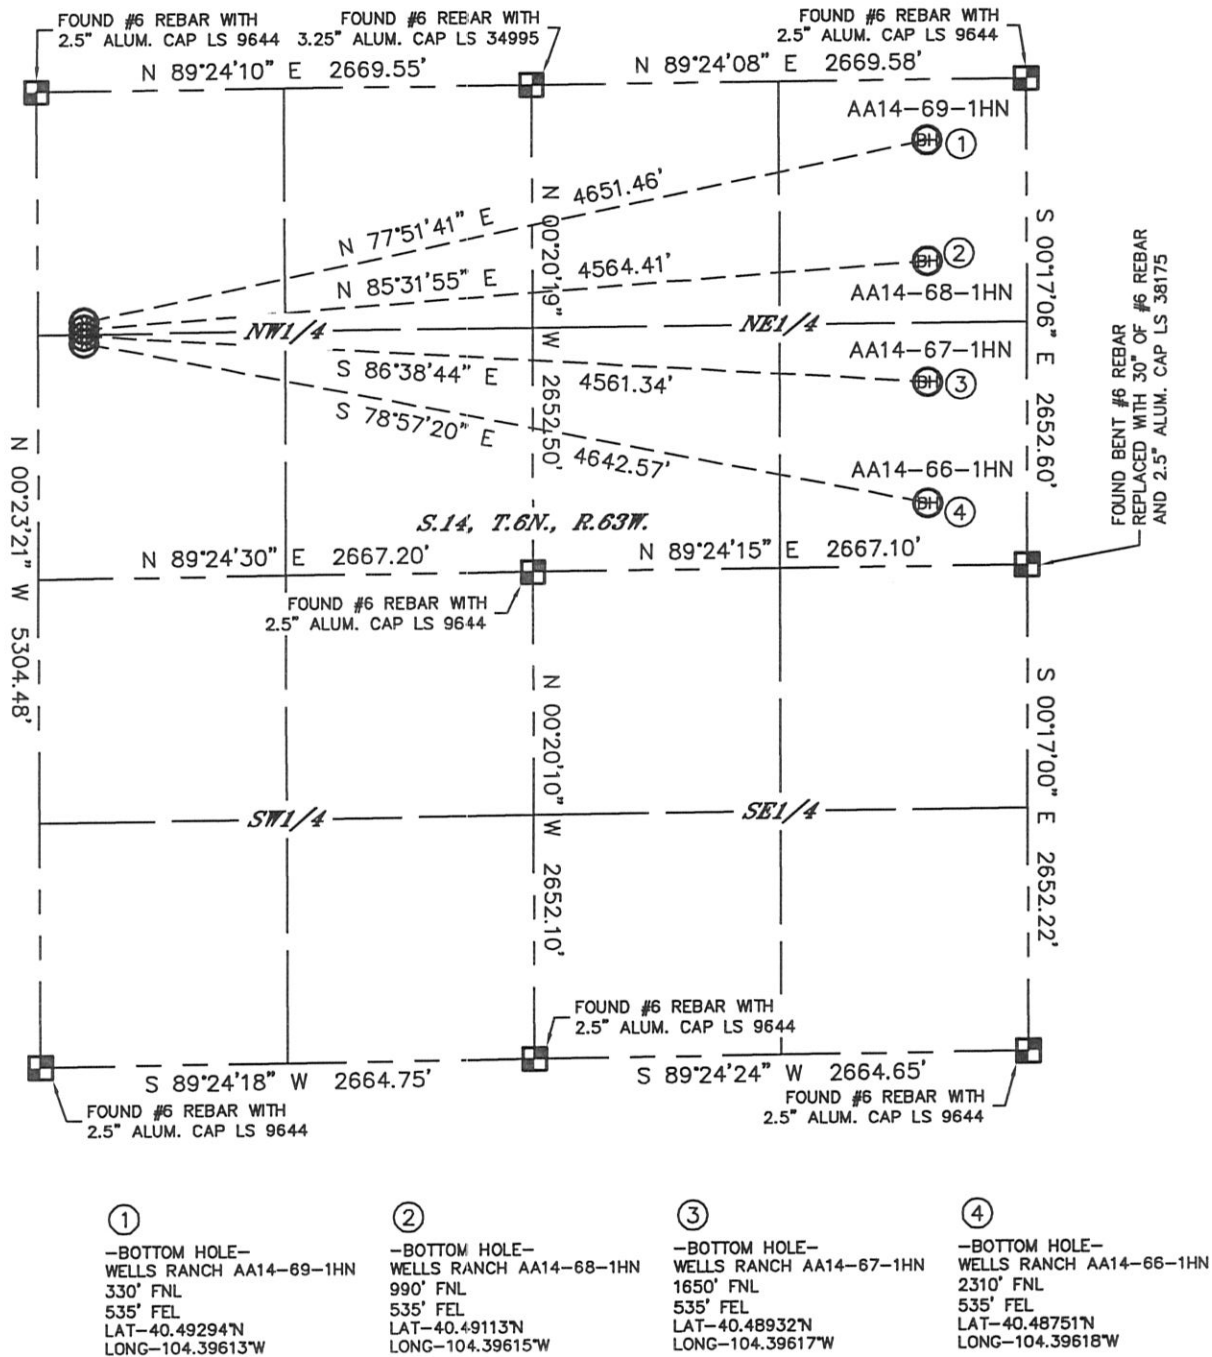 FOUND #6 REBAR WITH
2.5" ALUM. CAP LS 9644
FOUND #6 REBAR WITH
3.25" ALUM. CAP LS 34995
FOUND #6 REBAR WITH
2.5" ALUM. CAP LS 9644
N 89°24'10" E 2669.55'
N 89°24'08" E 2669.58'
AA14-69-1HN
BH 1
N 77°51'41" E 4651.46'
BH 2
N 85°31'55" E 4564.41'
AA14-68-1HN
NW1/4
NE1/4
AA14-67-1HN
S 86°38'44" E 4561.34'
BH 3
S 78°57'20" E 4642.57'
AA14-66-1HN
BH 4
N 00°20'19" W 2652.50'
S 00°17'06" E 2652.60'
FOUND BENT #6 REBAR
REPLACED WITH 30" OF #6 REBAR
AND 2.5" ALUM. CAP LS 38175
N 00°23'21" W 5304.48'
S.14, T.6N., R.63W.
N 89°24'30" E 2667.20'
N 89°24'15" E 2667.10'
FOUND #6 REBAR WITH
2.5" ALUM. CAP LS 9644
N 00°20'10" W 2652.10'
S 00°17'00" E 2652.22'
SW1/4
SE1/4
FOUND #6 REBAR WITH
2.5" ALUM. CAP LS 9644
S 89°24'18" W 2664.75'
S 89°24'24" W 2664.65'
FOUND #6 REBAR WITH
2.5" ALUM. CAP LS 9644
FOUND #6 REBAR WITH
2.5" ALUM. CAP LS 9644
1
-BOTTOM HOLE-
WELLS RANCH AA14-69-1HN
330' FNL
535' FEL
LAT-40.49294°N
LONG-104.39613°W
2
-BOTTOM HOLE-
WELLS RANCH AA14-68-1HN
990' FNL
535' FEL
LAT-40.49113°N
LONG-104.39615°W
3
-BOTTOM HOLE-
WELLS RANCH AA14-67-1HN
1650' FNL
535' FEL
LAT-40.48932°N
LONG-104.39617°W
4
-BOTTOM HOLE-
WELLS RANCH AA14-66-1HN
2310' FNL
535' FEL
LAT-40.48751°N
LONG-104.39618°W